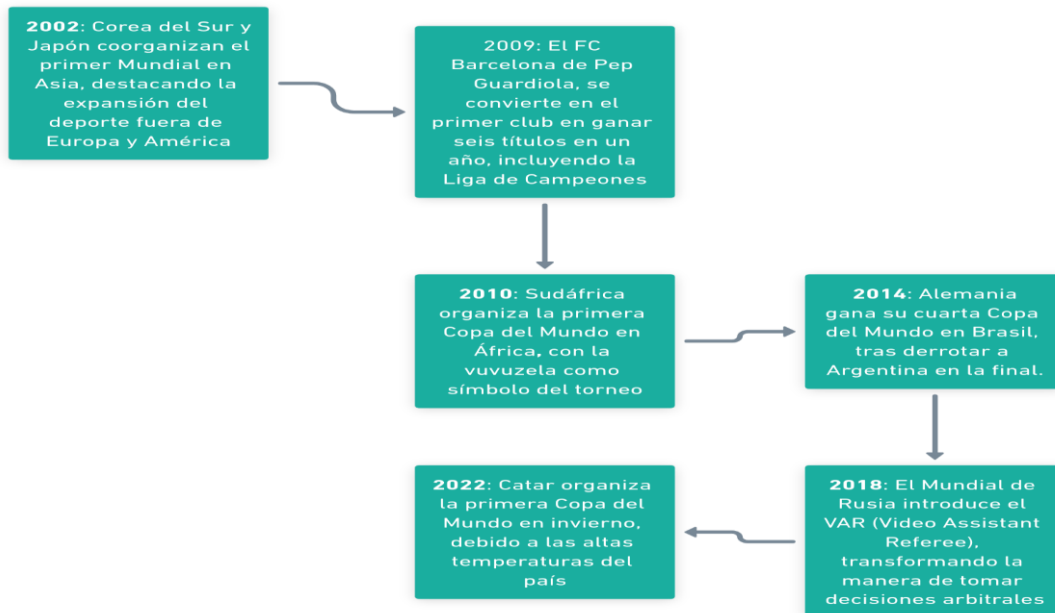 2002: Corea del Sur y
Japón coorganizan el
primer Mundial en
Asia, destacando la
expansión del
deporte fuera de
Europa y América
2009: El FC
Barcelona de Pep
Guardiola, se
convierte en el
primer club en ganar
seis títulos en un
año, incluyendo la
Liga de Campeones
2010: Sudáfrica
organiza la primera
Copa del Mundo en
África, con la
vuvuzela como
símbolo del torneo
2014: Alemania
gana su cuarta Copa
del Mundo en Brasil,
tras derrotar a
Argentina en la final.
2018: El Mundial de
Rusia introduce el
VAR (Video Assistant
Referee),
transformando la
manera de tomar
decisiones arbitrales
2022: Catar organiza
la primera Copa del
Mundo en invierno,
debido a las altas
temperaturas del
país